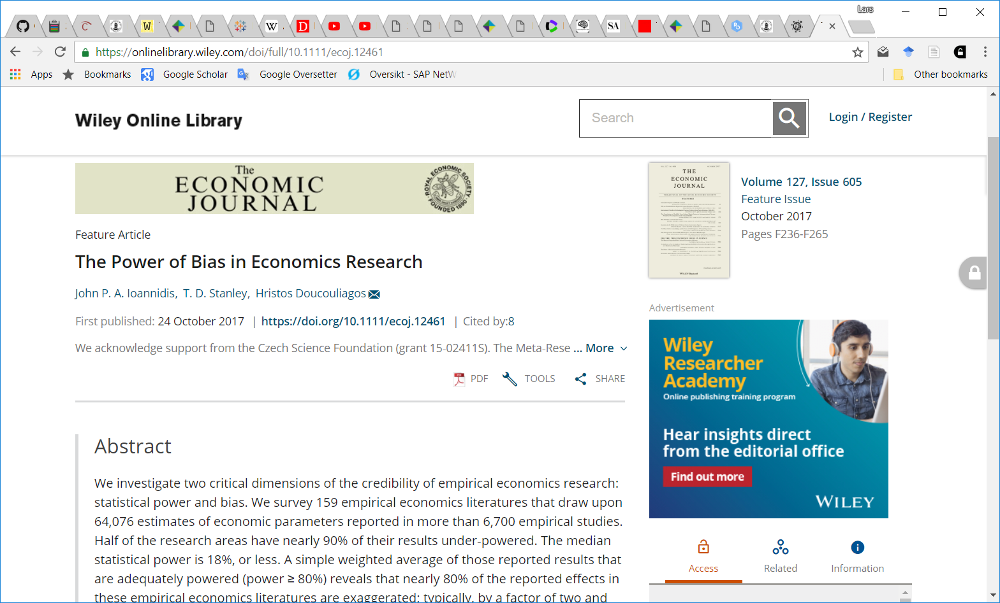 Lars
https://onlinelibrary.wiley.com/doi/full/10.1111/ecoj.12461
Apps Bookmarks Google Scholar Google Oversetter Oversikt - SAP NetW Other bookmarks
Wiley Online Library
Search
Login / Register
The
ECONOMIC
JOURNAL
ROYAL ECONOMIC SOCIETY
FOUNDED 1890
Feature Article
The Power of Bias in Economics Research
John P. A. Ioannidis, T. D. Stanley, Hristos Doucouliagos
First published: 24 October 2017 | https://doi.org/10.1111/ecoj.12461 | Cited by:8
We acknowledge support from the Czech Science Foundation (grant 15-02411S). The Meta-Rese ... More
PDF TOOLS SHARE
Abstract
We investigate two critical dimensions of the credibility of empirical economics research:
statistical power and bias. We survey 159 empirical economics literatures that draw upon
64,076 estimates of economic parameters reported in more than 6,700 empirical studies.
Half of the research areas have nearly 90% of their results under-powered. The median
statistical power is 18%, or less. A simple weighted average of those reported results that
are adequately powered (power ≥ 80%) reveals that nearly 80% of the reported effects in
these empirical economics literatures are exaggerated; typically, by a factor of two and
THE
ECONOMIC
JOURNAL
Volume 127, Issue 605
Feature Issue
October 2017
Pages F236-F265
Advertisement
Wiley
Researcher
Academy
Online publishing training program
Hear insights direct
from the editorial office
Find out more
WILEY
Access Related Information